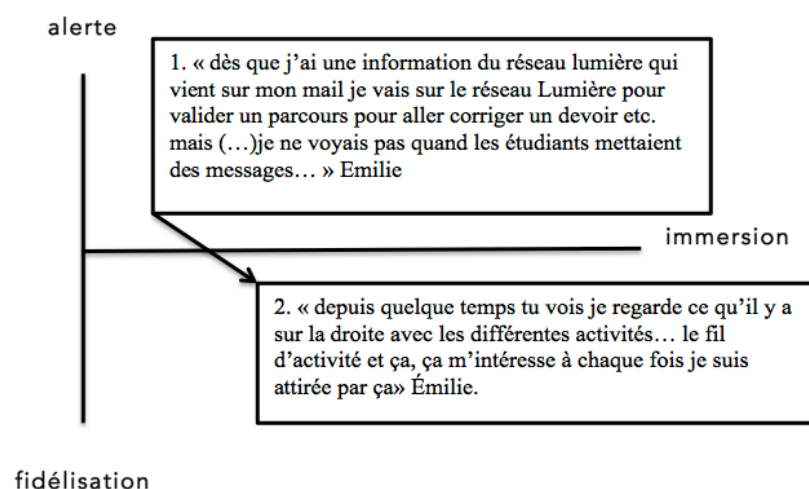 alerte
1. « dès que j’ai une information du réseau lumière qui
vient sur mon mail je vais sur le réseau Lumière pour
valider un parcours pour aller corriger un devoir etc.
mais (…)je ne voyais pas quand les étudiants mettaient
des messages… » Emilie
immersion
2. « depuis quelque temps tu vois je regarde ce qu’il y a
sur la droite avec les différentes activités… le fil
d’activité et ça, ça m’intéresse à chaque fois je suis
attirée par ça» Émilie.
fidélisation